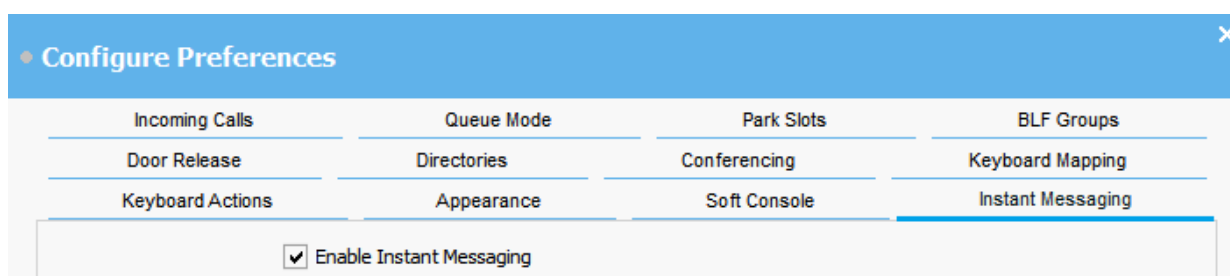 Configure Preferences
Incoming Calls Queue Mode Park Slots BLF Groups
Door Release Directories Conferencing Keyboard Mapping
Keyboard Actions Appearance Soft Console Instant Messaging
Enable Instant Messaging